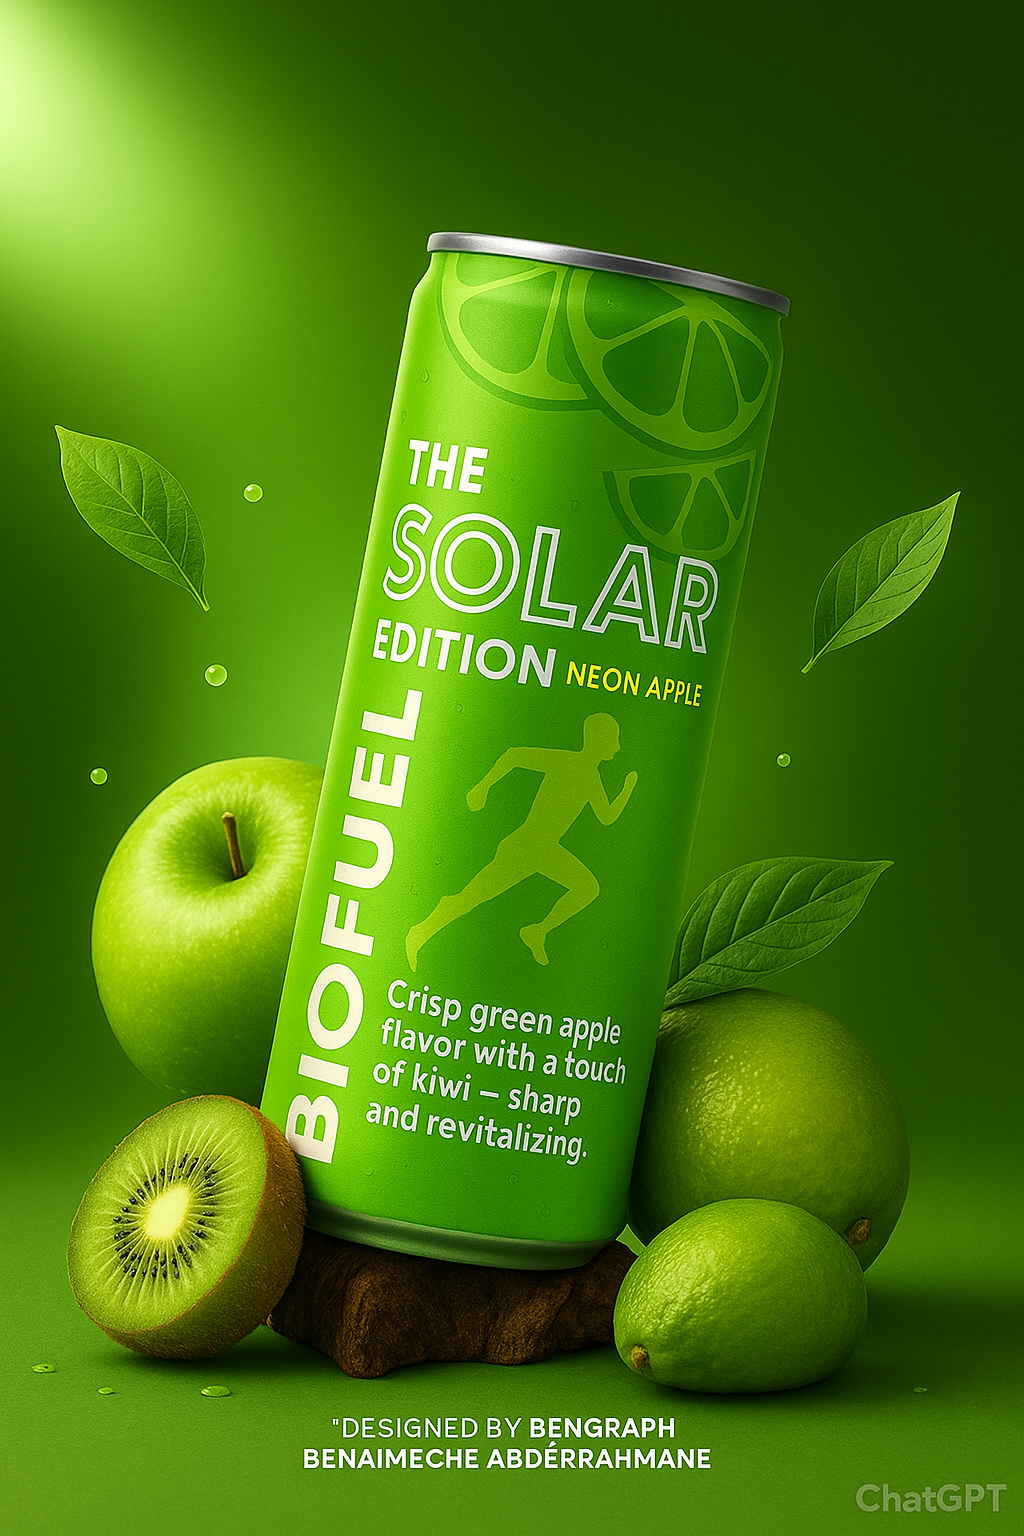 THE
SOLAR
EDITION NEON APPLE
BIOFUEL
Crisp green apple
flavor with a touch
of kiwi – sharp
and revitalizing.
"DESIGNED BY BENGRAPH
BENAIMECHE ABDÉRRAHMANE
ChatGPT